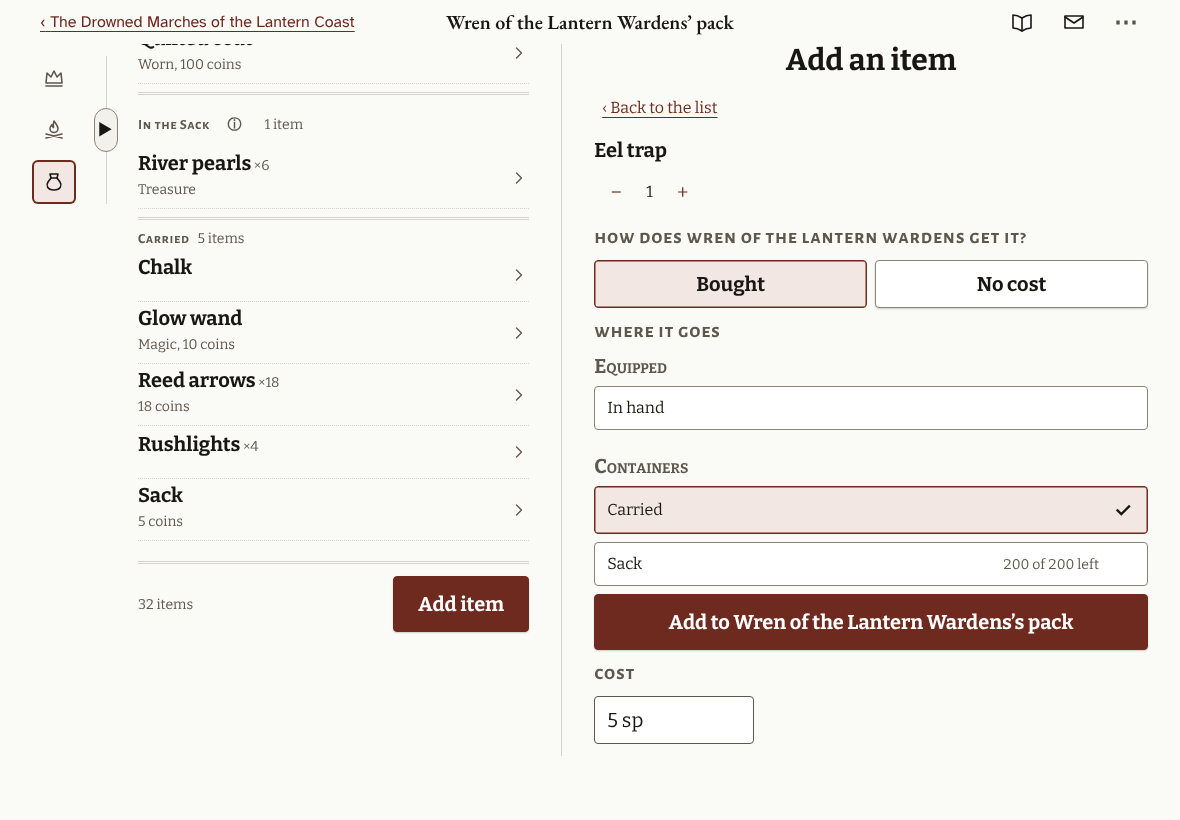 ‹ The Drowned Marches of the Lantern Coast
Wren of the Lantern Wardens’ pack
Worn, 100 coins
In the Sack
1 item
River pearls ×6
Treasure
Carried 5 items
Chalk
Glow wand
Magic, 10 coins
Reed arrows ×18
18 coins
Rushlights ×4
Sack
5 coins
32 items
Add item
Add an item
‹ Back to the list
Eel trap
− 1 +
HOW DOES WREN OF THE LANTERN WARDENS GET IT?
Bought
No cost
WHERE IT GOES
Equipped
In hand
Containers
Carried
Sack
200 of 200 left
Add to Wren of the Lantern Wardens’s pack
COST
5 sp